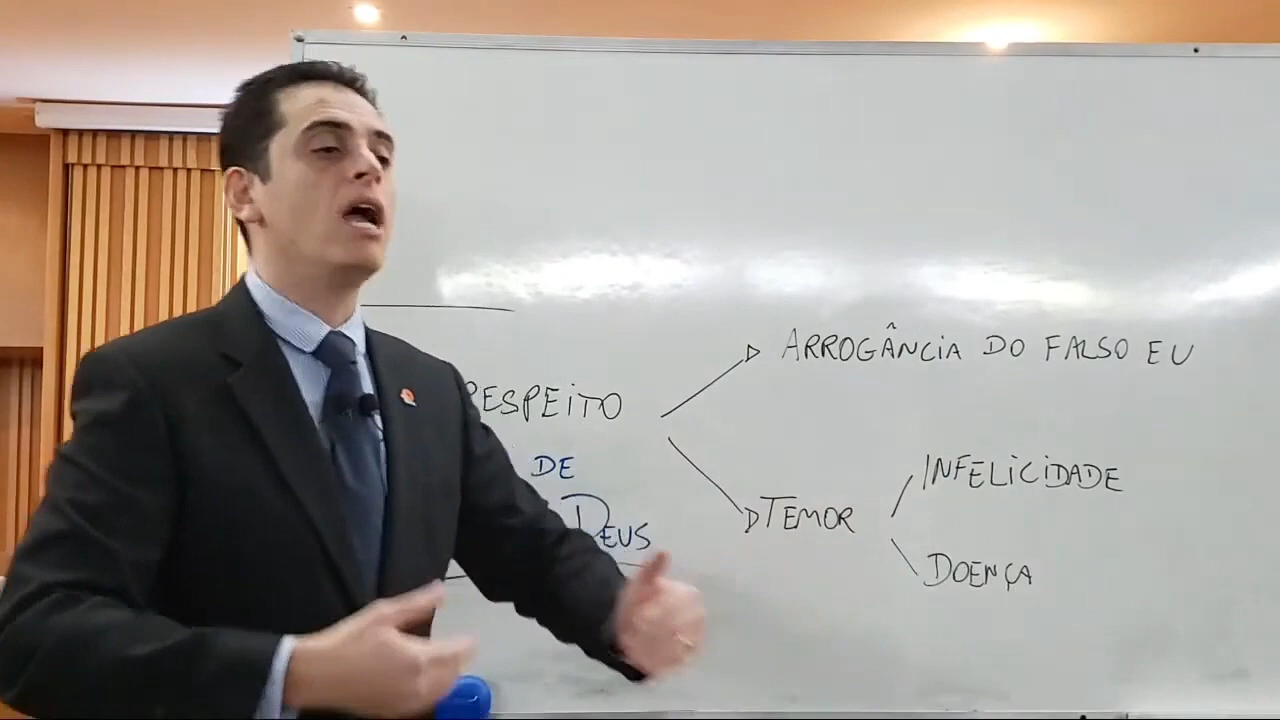 ARROGÂNCIA DO FALSO EU
RESPEITO
DE
DEUS
TEMOR
INFELICIDADE
DOENÇA